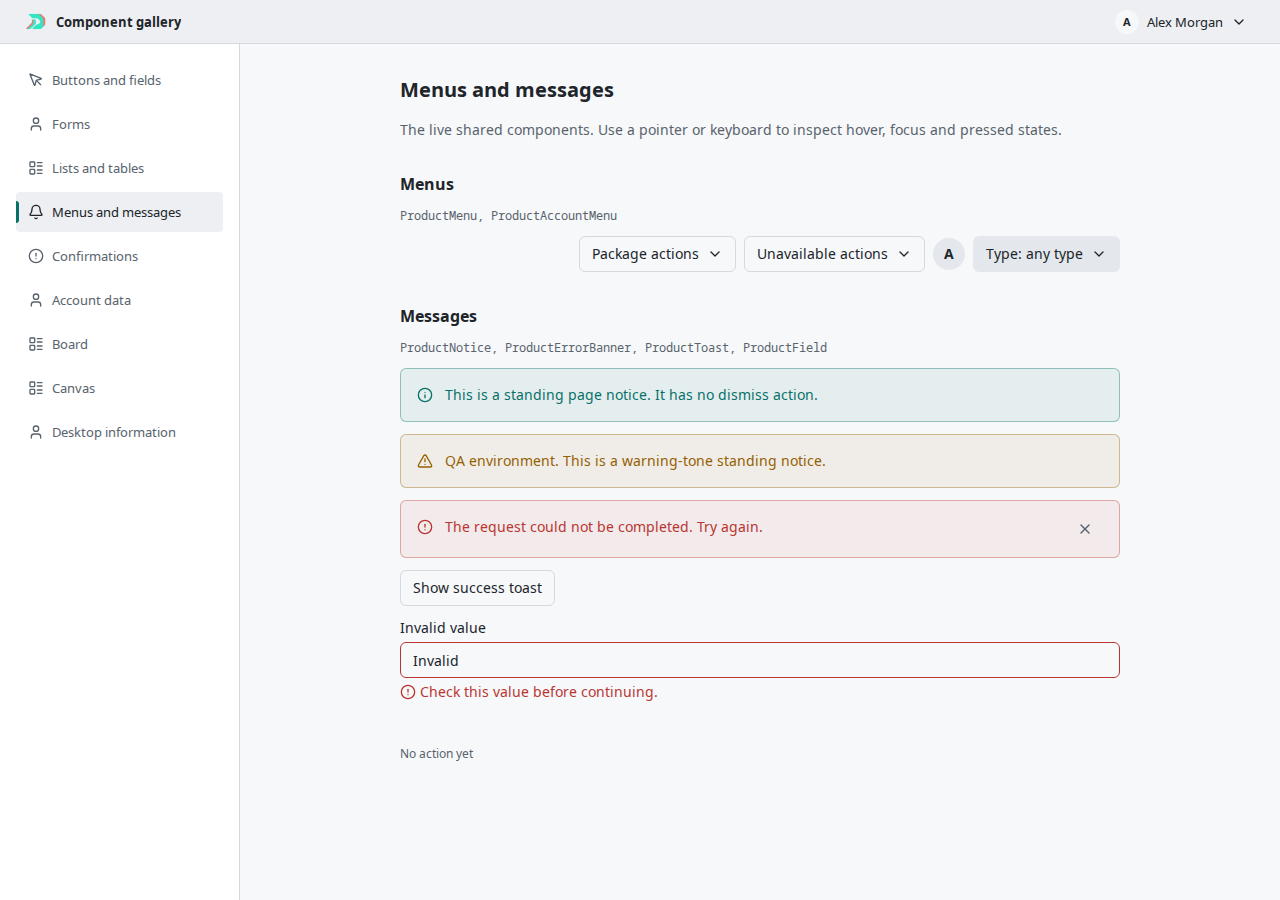 Component gallery
A
Alex Morgan
Buttons and fields
Forms
Lists and tables
Menus and messages
Confirmations
Account data
Board
Canvas
Desktop information
Menus and messages
The live shared components. Use a pointer or keyboard to inspect hover, focus and pressed states.
Menus
ProductMenu, ProductAccountMenu
Package actions
Unavailable actions
A
Type: any type
Messages
ProductNotice, ProductErrorBanner, ProductToast, ProductField
This is a standing page notice. It has no dismiss action.
QA environment. This is a warning-tone standing notice.
The request could not be completed. Try again.
Show success toast
Invalid value
Invalid
Check this value before continuing.
No action yet